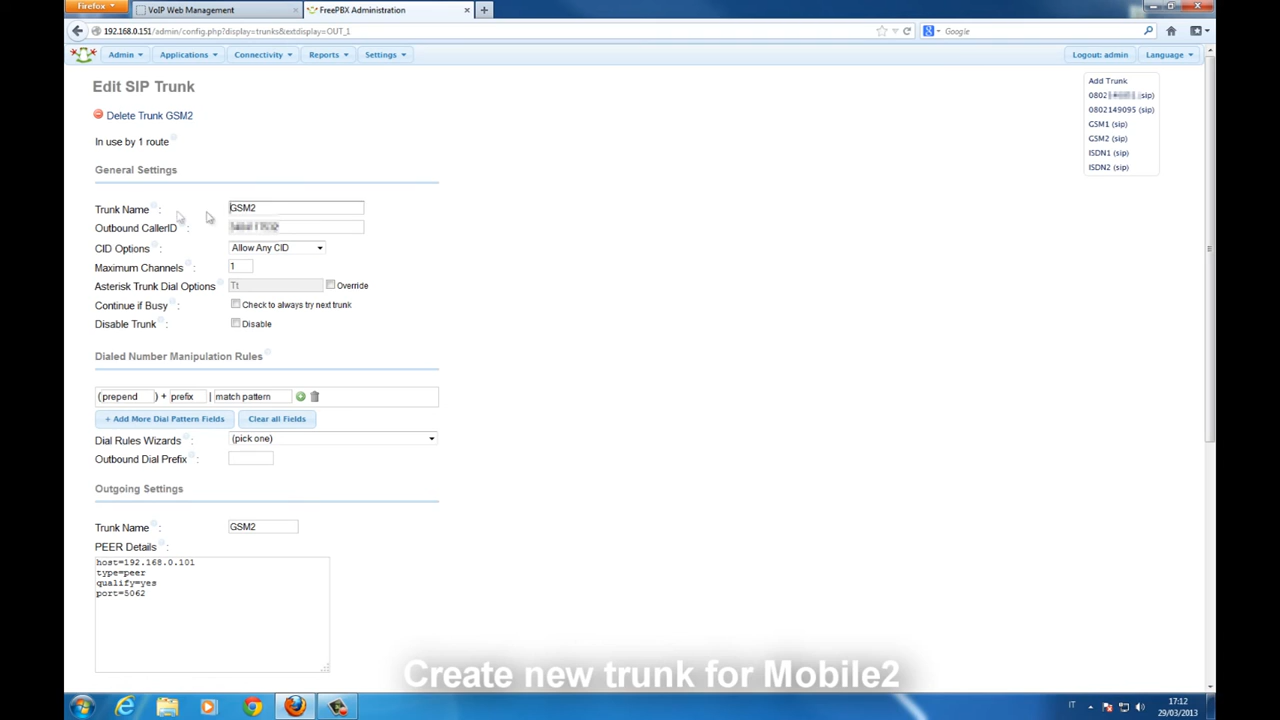 Firefox
VoIP Web Management
FreePBX Administration
192.168.0.151/admin/config.php?display=trunks&extdisplay=OUT_1
Google
Admin
Applications
Connectivity
Reports
Settings
Logout: admin
Language
Edit SIP Trunk
Delete Trunk GSM2
In use by 1 route
General Settings
Trunk Name : GSM2
Outbound CallerID :
CID Options : Allow Any CID
Maximum Channels : 1
Asterisk Trunk Dial Options Tt Override
Continue if Busy : Check to always try next trunk
Disable Trunk : Disable
Dialed Number Manipulation Rules
(prepend ) + prefix | match pattern
+ Add More Dial Pattern Fields Clear all Fields
Dial Rules Wizards : (pick one)
Outbound Dial Prefix :
Outgoing Settings
Trunk Name : GSM2
PEER Details :
host=192.168.0.101
type=peer
qualify=yes
port=5062
Add Trunk
0802 (sip)
0802149095 (sip)
GSM1 (sip)
GSM2 (sip)
ISDN1 (sip)
ISDN2 (sip)
Create new trunk for Mobile2
IT
17:12
29/03/2013